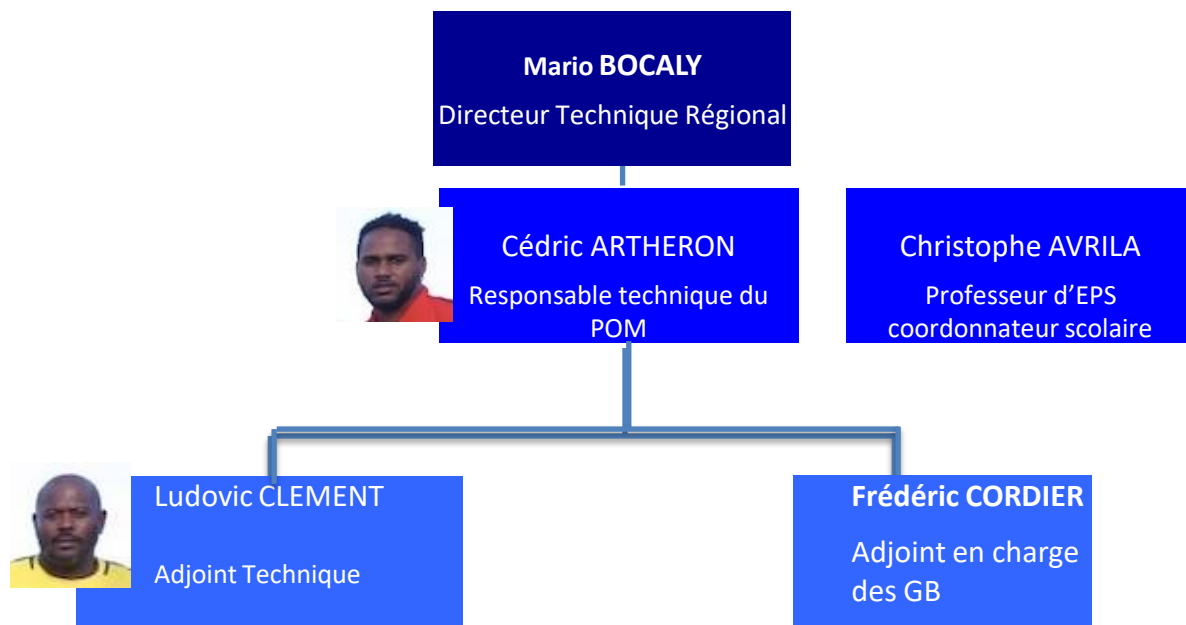 Mario BOCALY
Directeur Technique Régional
Cédric ARTHERON
Responsable technique du
POM
Christophe AVRILA
Professeur d’EPS
coordonnateur scolaire
Ludovic CLEMENT
Adjoint Technique
Frédéric CORDIER
Adjoint en charge
des GB